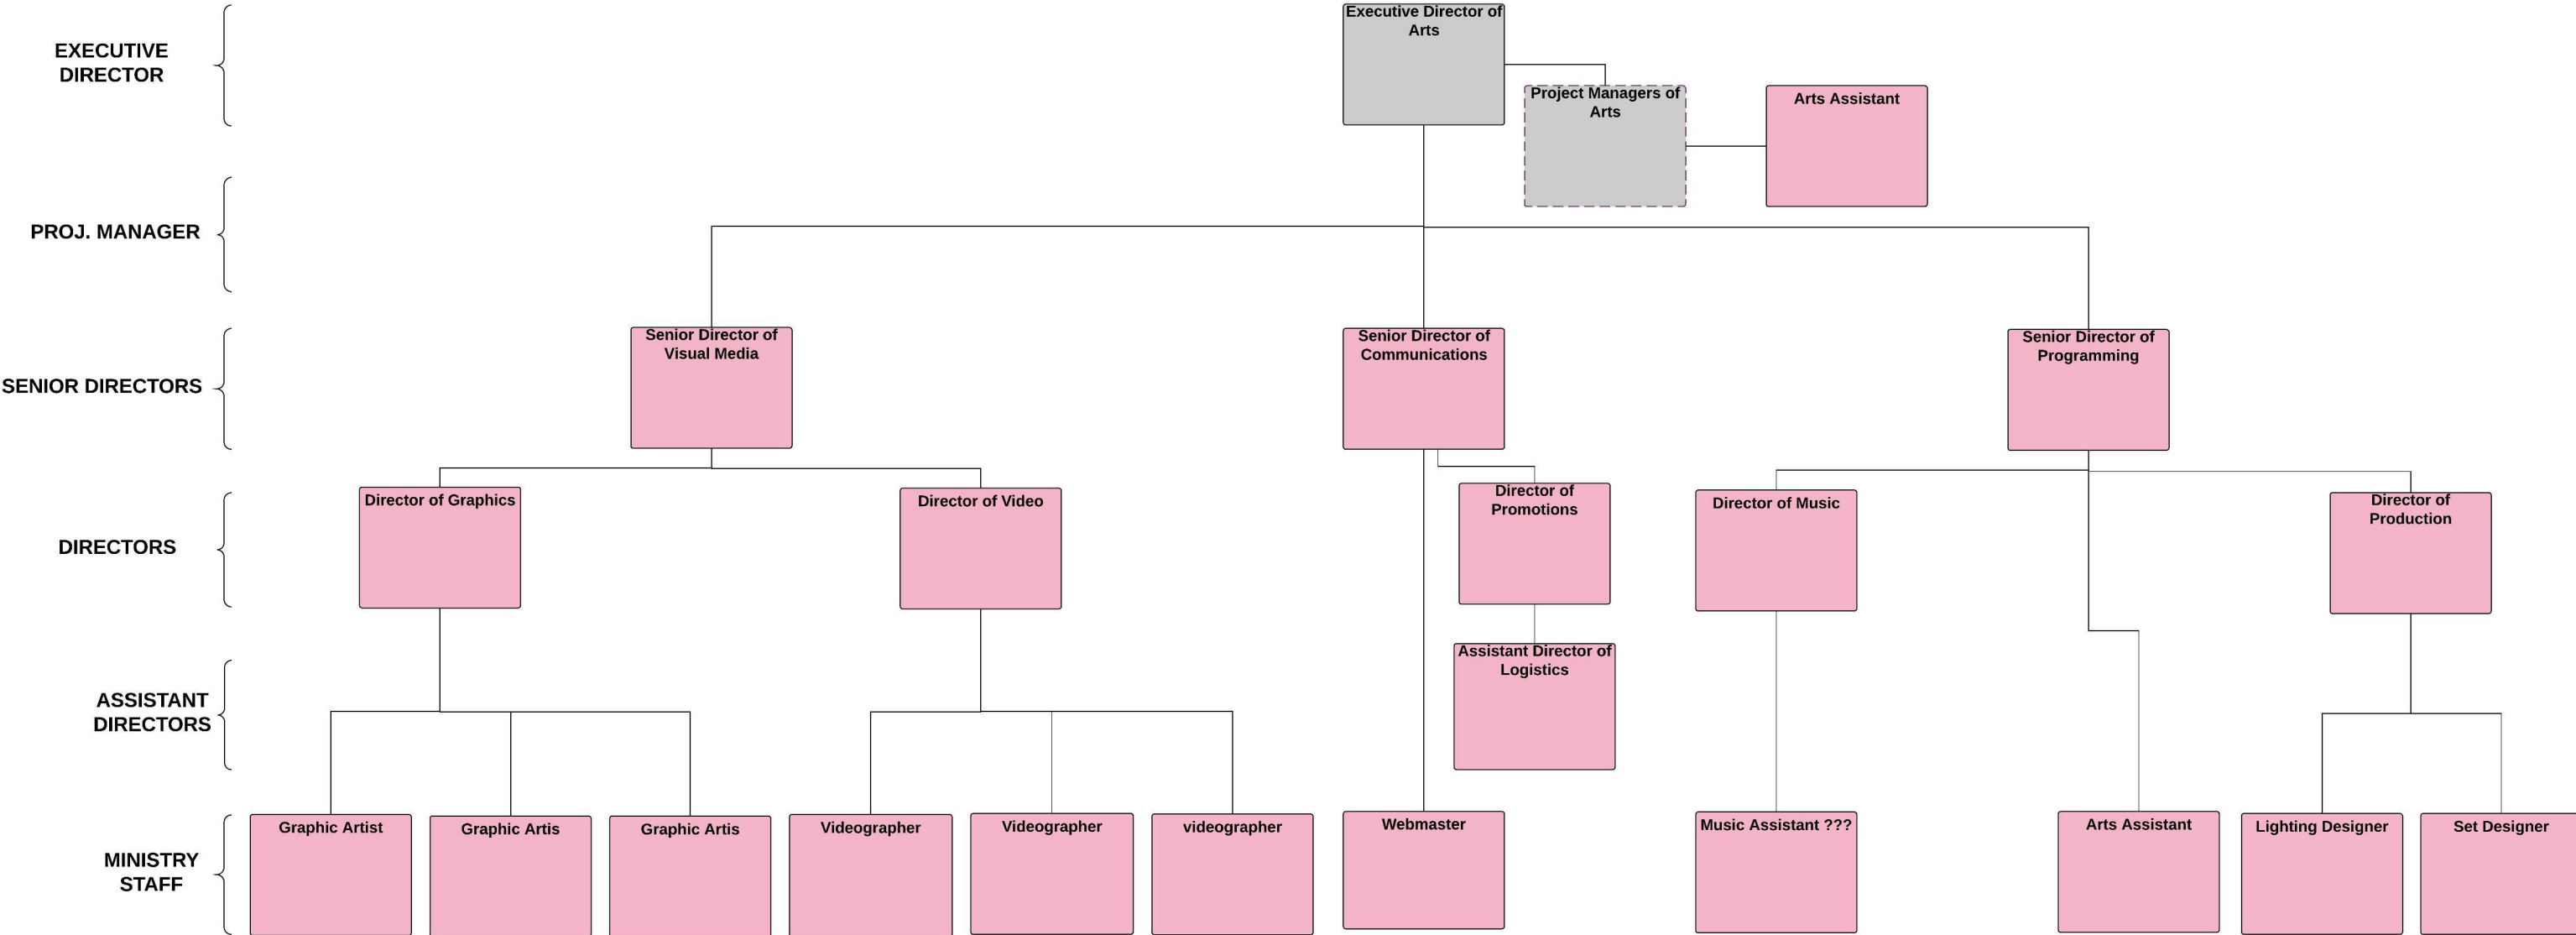 EXECUTIVE
DIRECTOR
Executive Director of
Arts
Project Managers of
Arts
Arts Assistant
PROJ. MANAGER
SENIOR DIRECTORS
Senior Director of
Visual Media
Senior Director of
Communications
Senior Director of
Programming
DIRECTORS
Director of Graphics
Director of Video
Director of
Promotions
Director of Music
Director of
Production
ASSISTANT
DIRECTORS
Assistant Director of
Logistics
MINISTRY
STAFF
Graphic Artist
Graphic Artis
Graphic Artis
Videographer
Videographer
videographer
Webmaster
Music Assistant ???
Arts Assistant
Lighting Designer
Set Designer